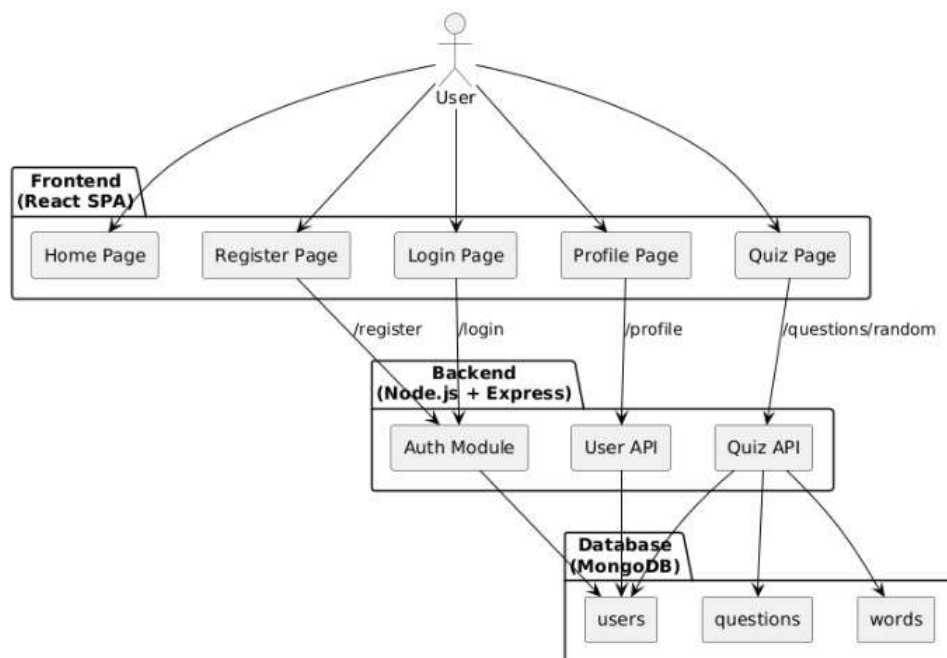 User
Frontend
(React SPA)
Home Page
Register Page
Login Page
Profile Page
Quiz Page
/register
/login
/profile
/questions/random
Backend
(Node.js + Express)
Auth Module
User API
Quiz API
Database
(MongoDB)
users
questions
words